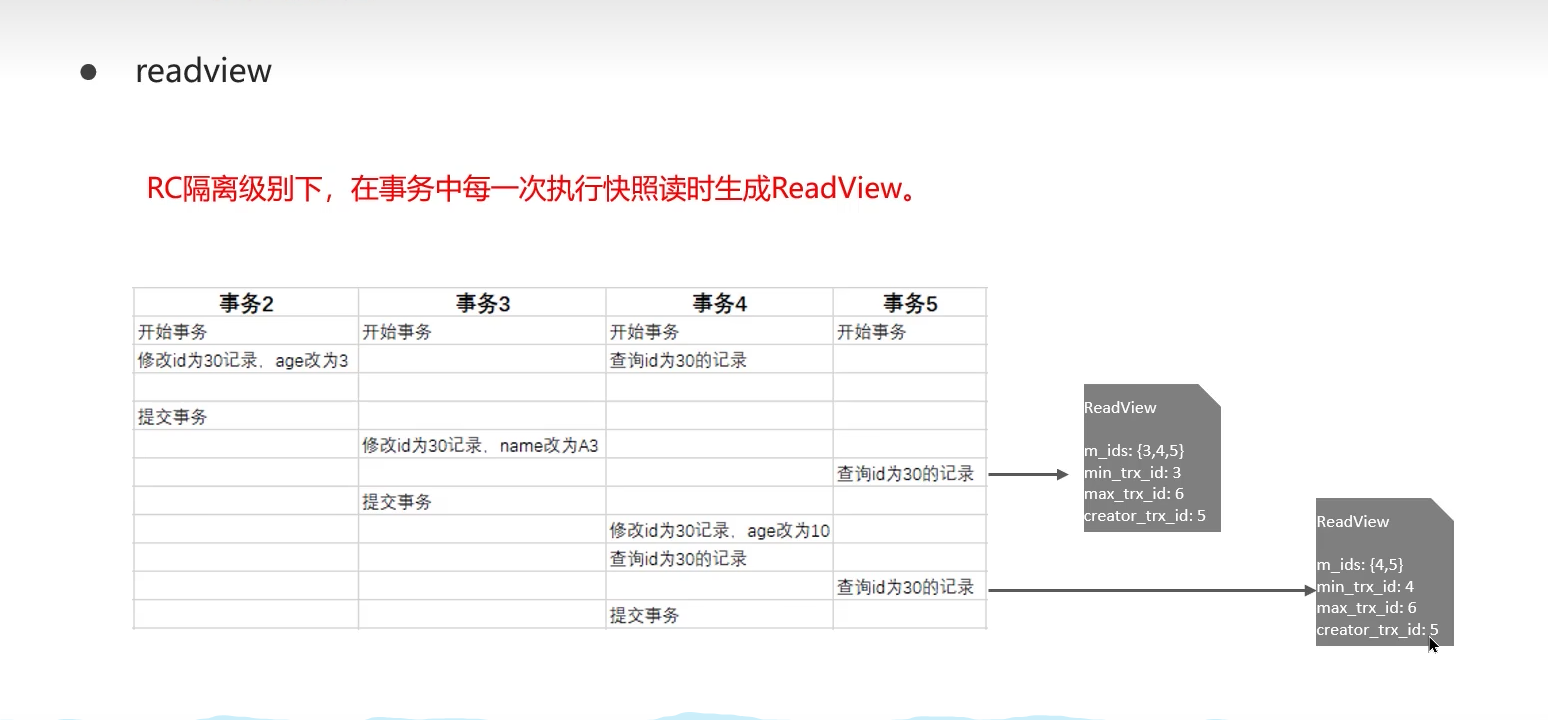 readview
RC隔离级别下，在事务中每一次执行快照读时生成ReadView。
事务2 事务3 事务4 事务5
开始事务 开始事务 开始事务 开始事务
修改id为30记录，age改为3 查询id为30的记录
提交事务
修改id为30记录，name改为A3
查询id为30的记录
提交事务
修改id为30记录，age改为10
查询id为30的记录
查询id为30的记录
提交事务
ReadView
m_ids: {3,4,5}
min_trx_id: 3
max_trx_id: 6
creator_trx_id: 5
ReadView
m_ids: {4,5}
min_trx_id: 4
max_trx_id: 6
creator_trx_id: 5